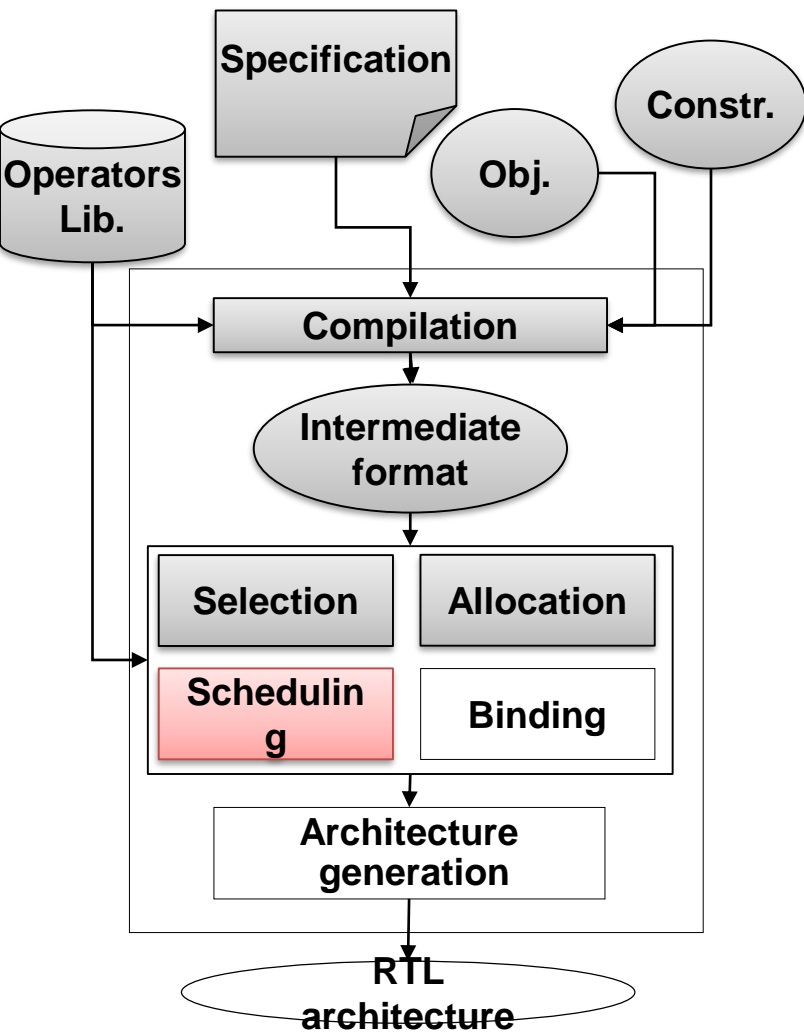 Specification
Constr.
Operators
Lib.
Obj.
Compilation
Intermediate
format
Selection
Allocation
Schedulin
g
Binding
Architecture
generation
RTL
architecture